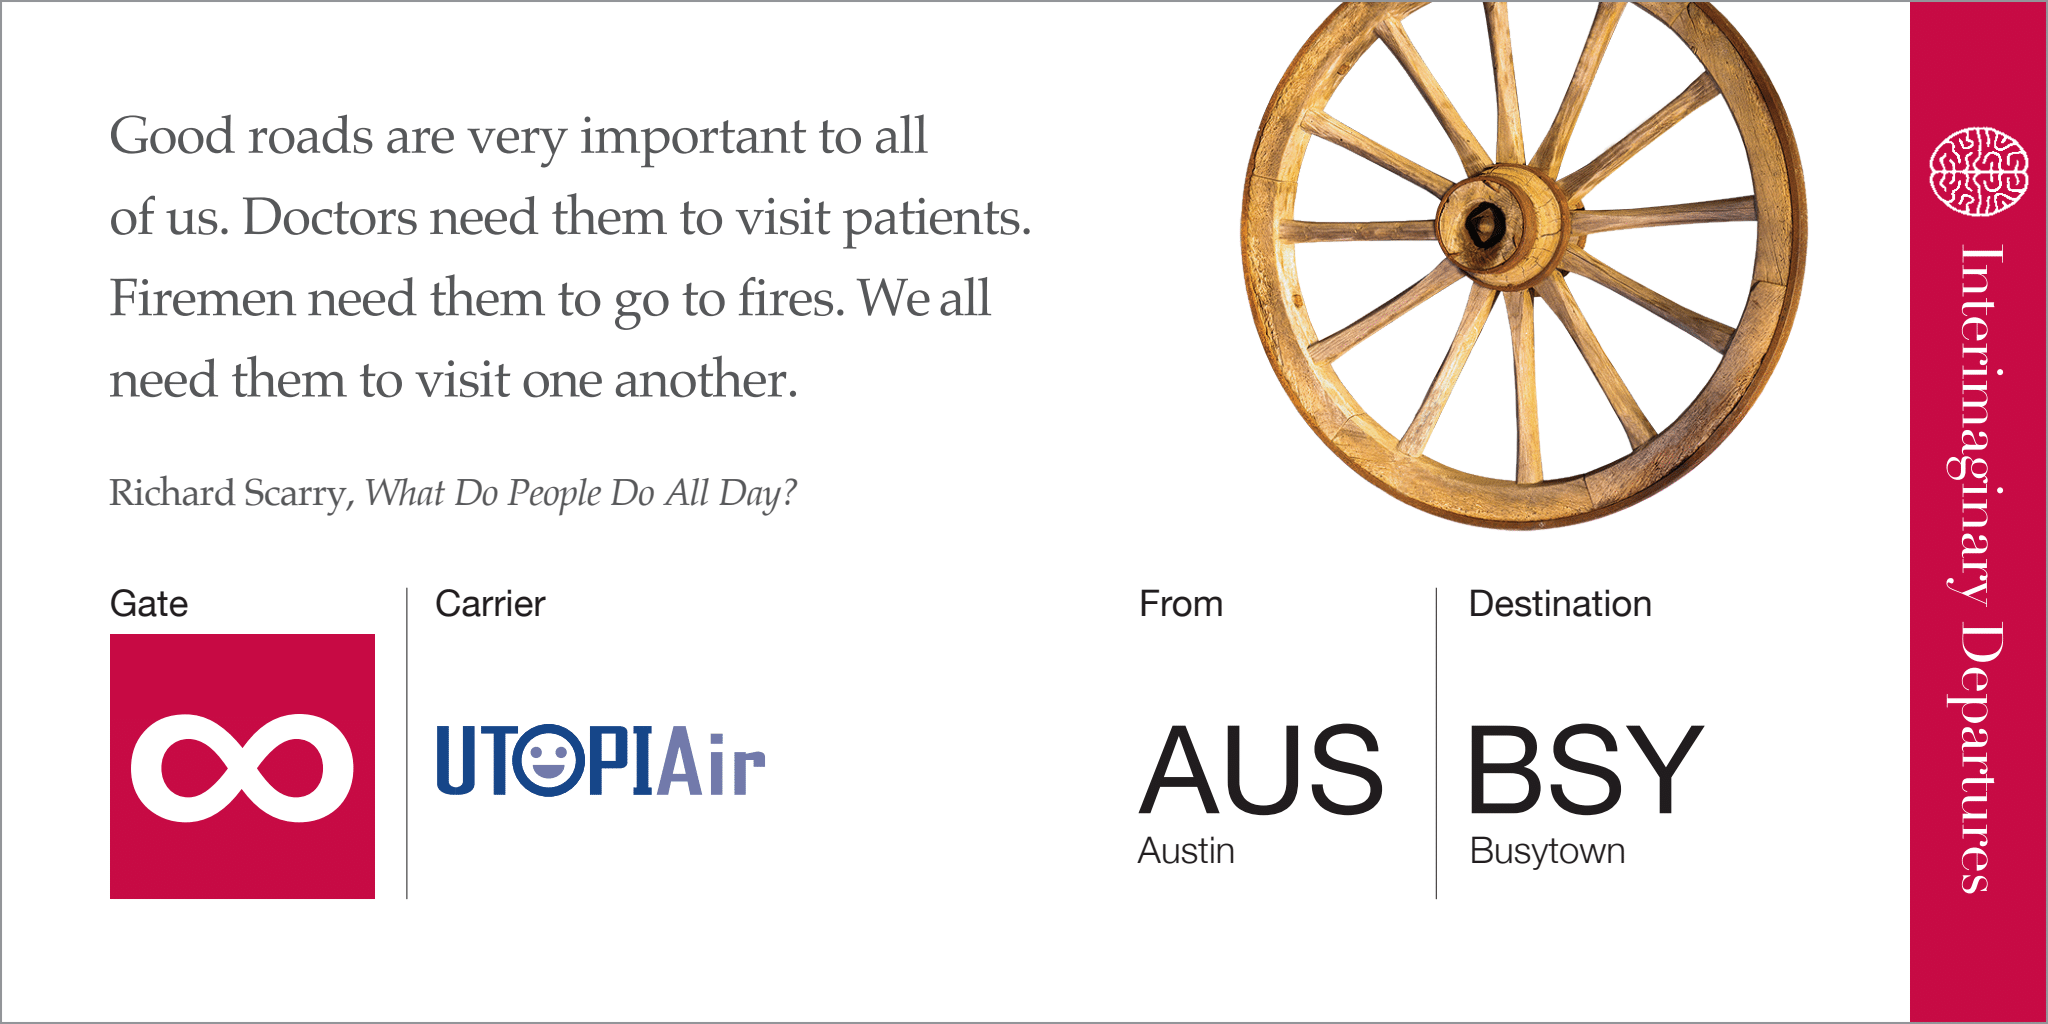 Good roads are very important to all
of us. Doctors need them to visit patients.
Firemen need them to go to fires. We all
need them to visit one another.
Richard Scarry, What Do People Do All Day?
Gate
∞
Carrier
UTOPIAir
From
AUS
Austin
Destination
BSY
Busytown
Interimaginary Departures